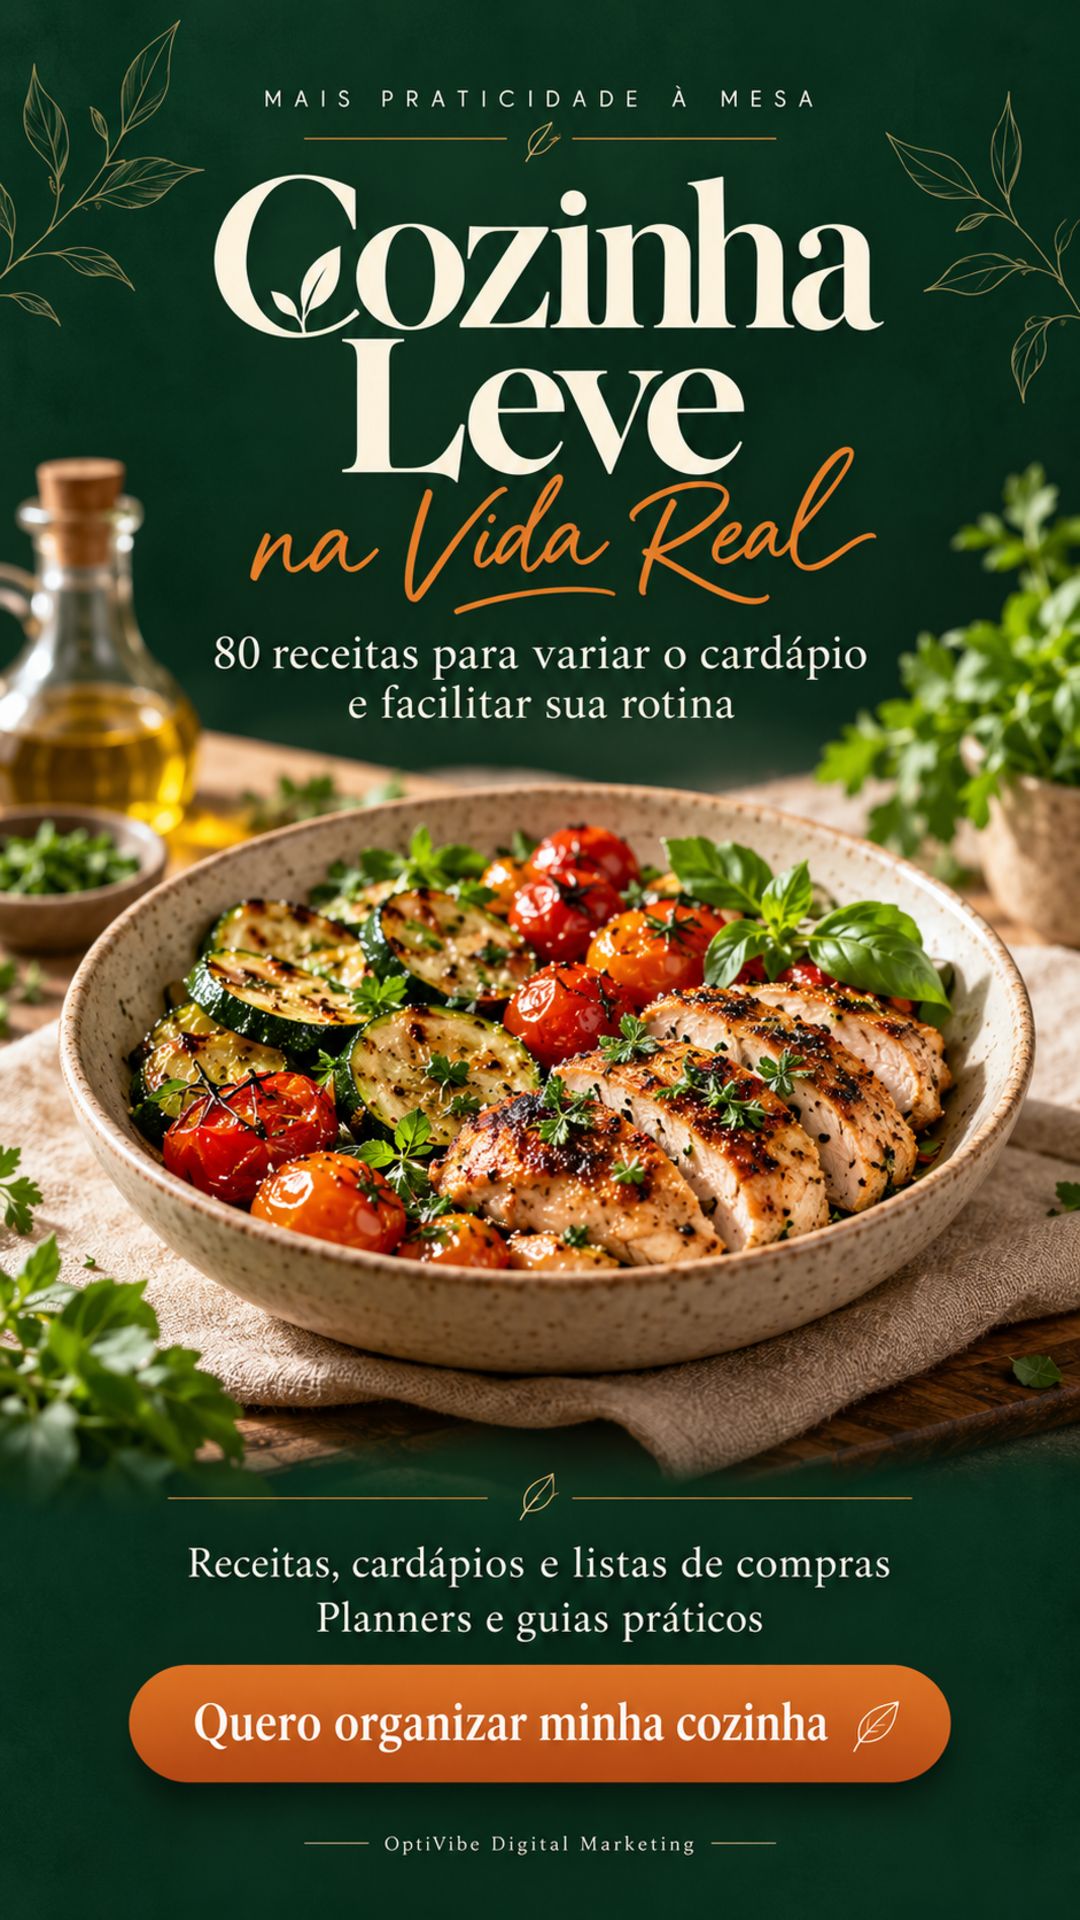 MAIS PRATICIDADE À MESA
Cozinha
Leve
na Vida Real
80 receitas para variar o cardápio
e facilitar sua rotina
Receitas, cardápios e listas de compras
Planners e guias práticos
Quero organizar minha cozinha
OptiVibe Digital Marketing